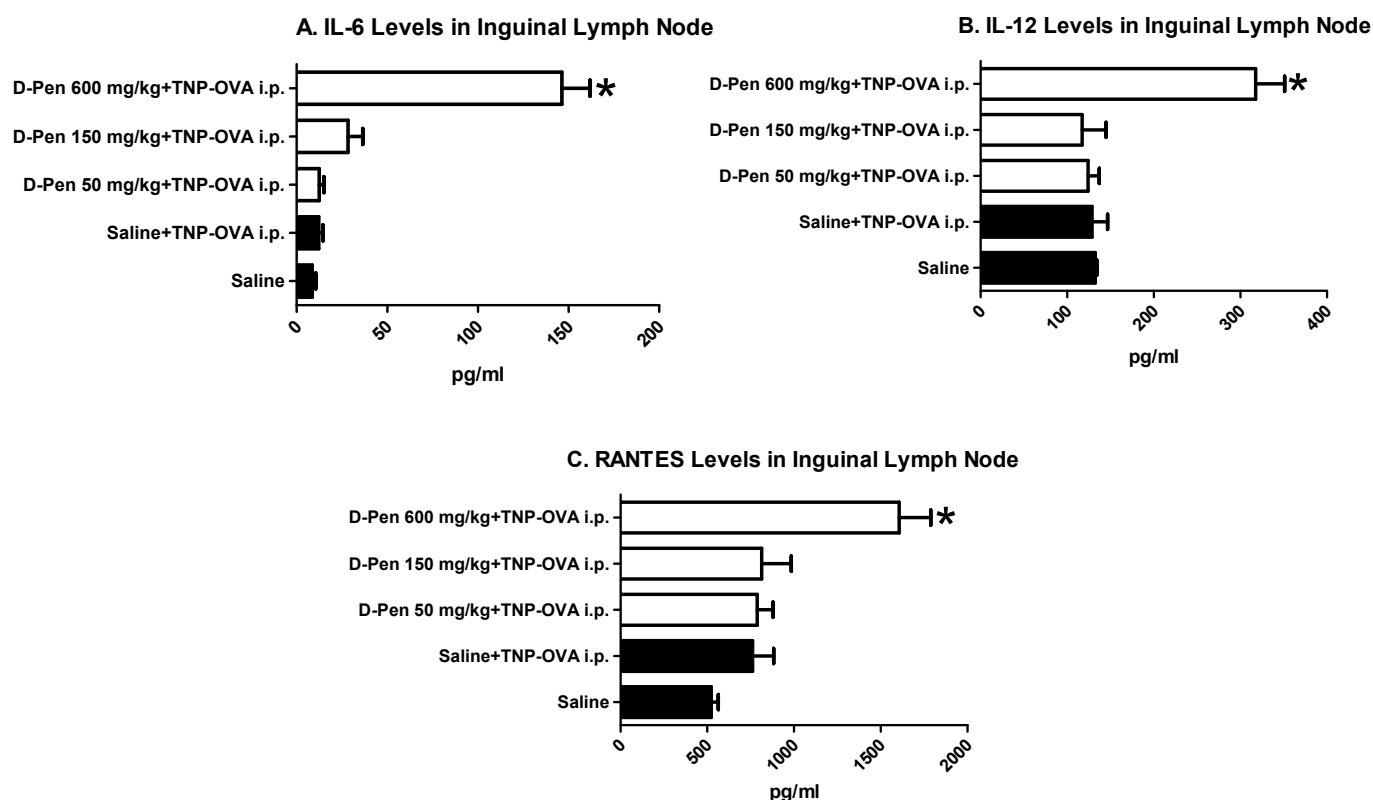 A. IL-6 Levels in Inguinal Lymph Node
D-Pen 600 mg/kg+TNP-OVA i.p.
*
D-Pen 150 mg/kg+TNP-OVA i.p.
D-Pen 50 mg/kg+TNP-OVA i.p.
Saline+TNP-OVA i.p.
Saline
0 50 100 150 200
pg/ml
B. IL-12 Levels in Inguinal Lymph Node
D-Pen 600 mg/kg+TNP-OVA i.p.
*
D-Pen 150 mg/kg+TNP-OVA i.p.
D-Pen 50 mg/kg+TNP-OVA i.p.
Saline+TNP-OVA i.p.
Saline
0 100 200 300 400
pg/ml
C. RANTES Levels in Inguinal Lymph Node
D-Pen 600 mg/kg+TNP-OVA i.p.
*
D-Pen 150 mg/kg+TNP-OVA i.p.
D-Pen 50 mg/kg+TNP-OVA i.p.
Saline+TNP-OVA i.p.
Saline
0 500 1000 1500 2000
pg/ml